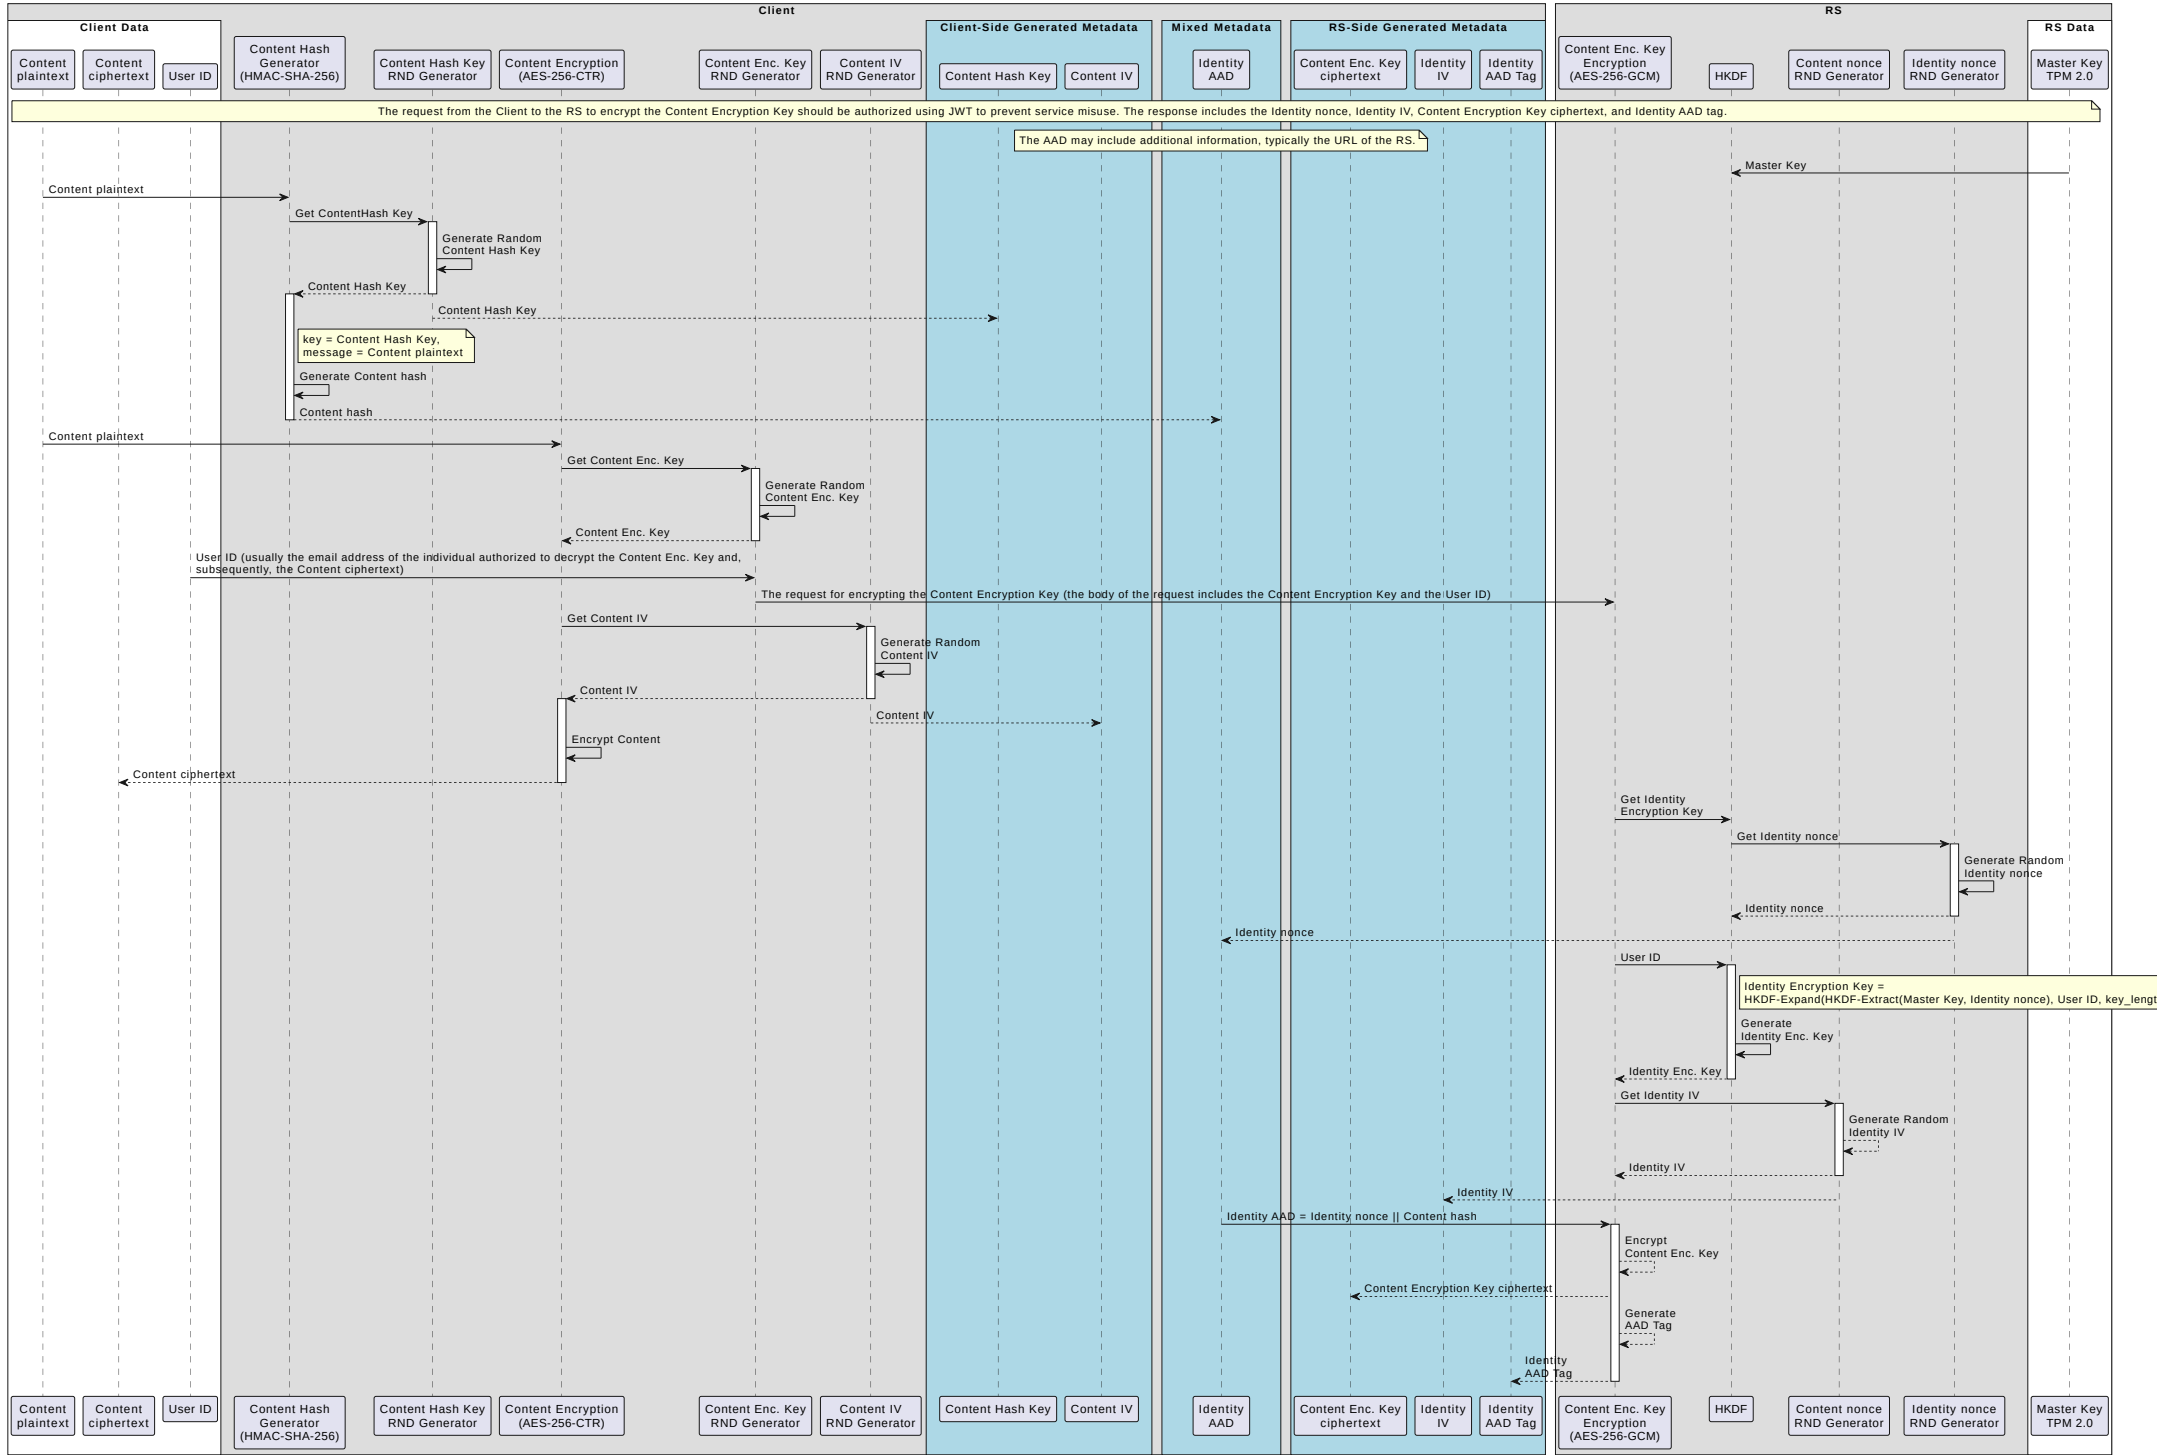 Client
RS
Client Data
Client-Side Generated Metadata
Mixed Metadata
RS-Side Generated Metadata
RS Data
Content
plaintext
Content
ciphertext
User ID
Content Hash
Generator
(HMAC-SHA-256)
Content Hash Key
RND Generator
Content Encryption
(AES-256-CTR)
Content Enc. Key
RND Generator
Content IV
RND Generator
Content Hash Key
Content IV
Identity
AAD
Content Enc. Key
ciphertext
Identity
IV
Identity
AAD Tag
Content Enc. Key
Encryption
(AES-256-GCM)
HKDF
Content nonce
RND Generator
Identity nonce
RND Generator
Master Key
TPM 2.0
The request from the Client to the RS to encrypt the Content Encryption Key should be authorized using JWT to prevent service misuse. The response includes the Identity nonce, Identity IV, Content Encryption Key ciphertext, and Identity AAD tag.
The AAD may include additional information, typically the URL of the RS.
Master Key
Content plaintext
Get ContentHash Key
Generate Random
Content Hash Key
Content Hash Key
Content Hash Key
key = Content Hash Key,
message = Content plaintext
Generate Content hash
Content hash
Content plaintext
Get Content Enc. Key
Generate Random
Content Enc. Key
Content Enc. Key
User ID (usually the email address of the individual authorized to decrypt the Content Enc. Key and,
subsequently, the Content ciphertext)
The request for encrypting the Content Encryption Key (the body of the request includes the Content Encryption Key and the User ID)
Get Content IV
Generate Random
Content IV
Content IV
Content IV
Encrypt Content
Content ciphertext
Get Identity
Encryption Key
Get Identity nonce
Generate Random
Identity nonce
Identity nonce
Identity nonce
User ID
Identity Encryption Key =
HKDF-Expand(HKDF-Extract(Master Key, Identity nonce), User ID, key_lengt
Generate
Identity Enc. Key
Identity Enc. Key
Get Identity IV
Generate Random
Identity IV
Identity IV
Identity IV
Identity AAD = Identity nonce || Content hash
Encrypt
Content Enc. Key
Content Encryption Key ciphertext
Generate
AAD Tag
Identity
AAD Tag
Content
plaintext
Content
ciphertext
User ID
Content Hash
Generator
(HMAC-SHA-256)
Content Hash Key
RND Generator
Content Encryption
(AES-256-CTR)
Content Enc. Key
RND Generator
Content IV
RND Generator
Content Hash Key
Content IV
Identity
AAD
Content Enc. Key
ciphertext
Identity
IV
Identity
AAD Tag
Content Enc. Key
Encryption
(AES-256-GCM)
HKDF
Content nonce
RND Generator
Identity nonce
RND Generator
Master Key
TPM 2.0